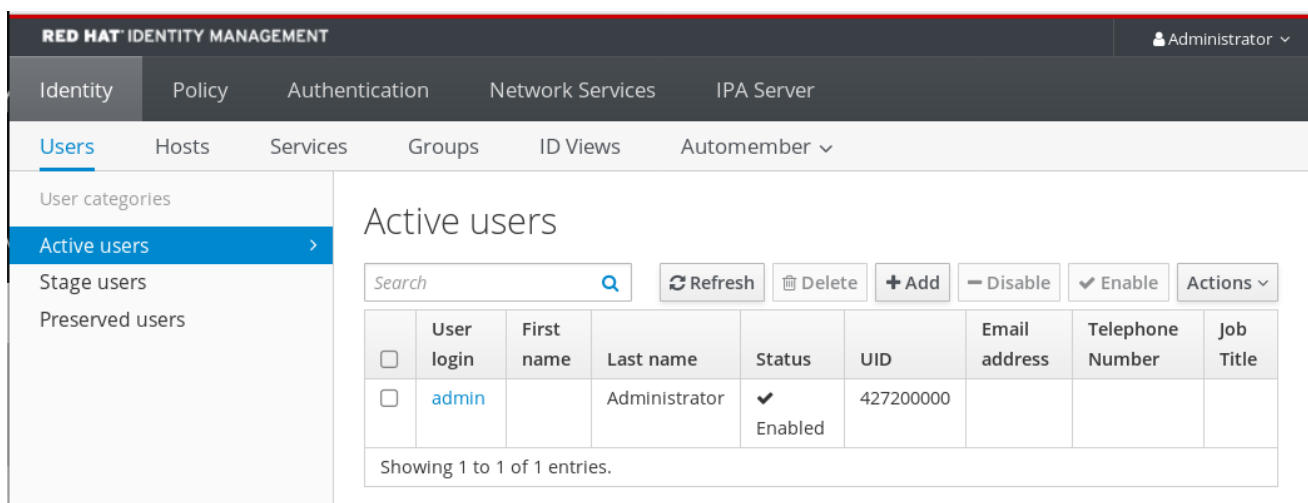 RED HAT® IDENTITY MANAGEMENT
Administrator
Identity Policy Authentication Network Services IPA Server
Users Hosts Services Groups ID Views Automember
User categories
Active users
Stage users
Preserved users
Active users
Search Refresh Delete Add Disable Enable Actions
User login First name Last name Status UID Email address Telephone Number Job Title
admin Administrator Enabled 427200000
Showing 1 to 1 of 1 entries.